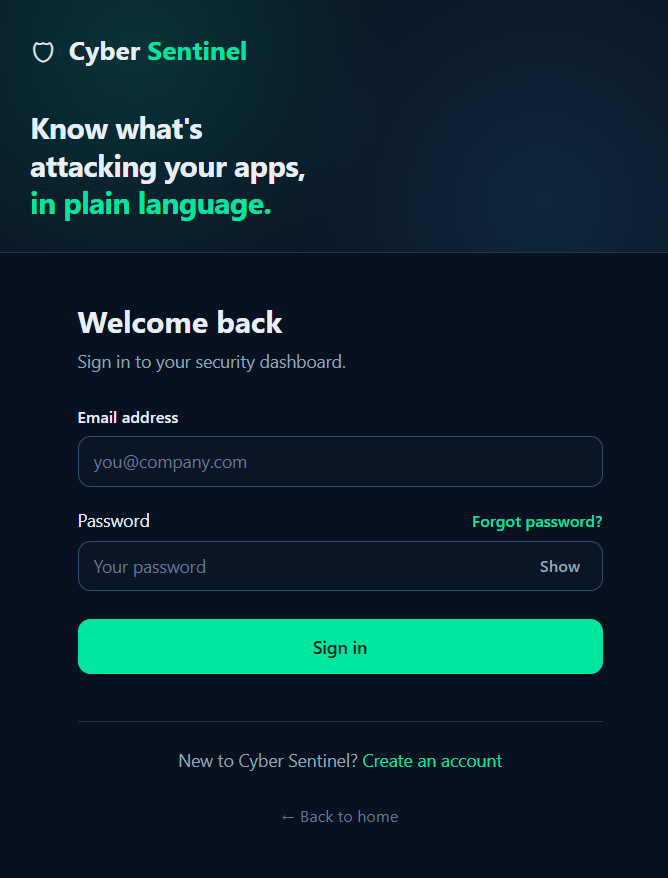 Cyber Sentinel
Know what's
attacking your apps,
in plain language.
Welcome back
Sign in to your security dashboard.
Email address
you@company.com
Password
Forgot password?
Your password
Show
Sign in
New to Cyber Sentinel? Create an account
← Back to home